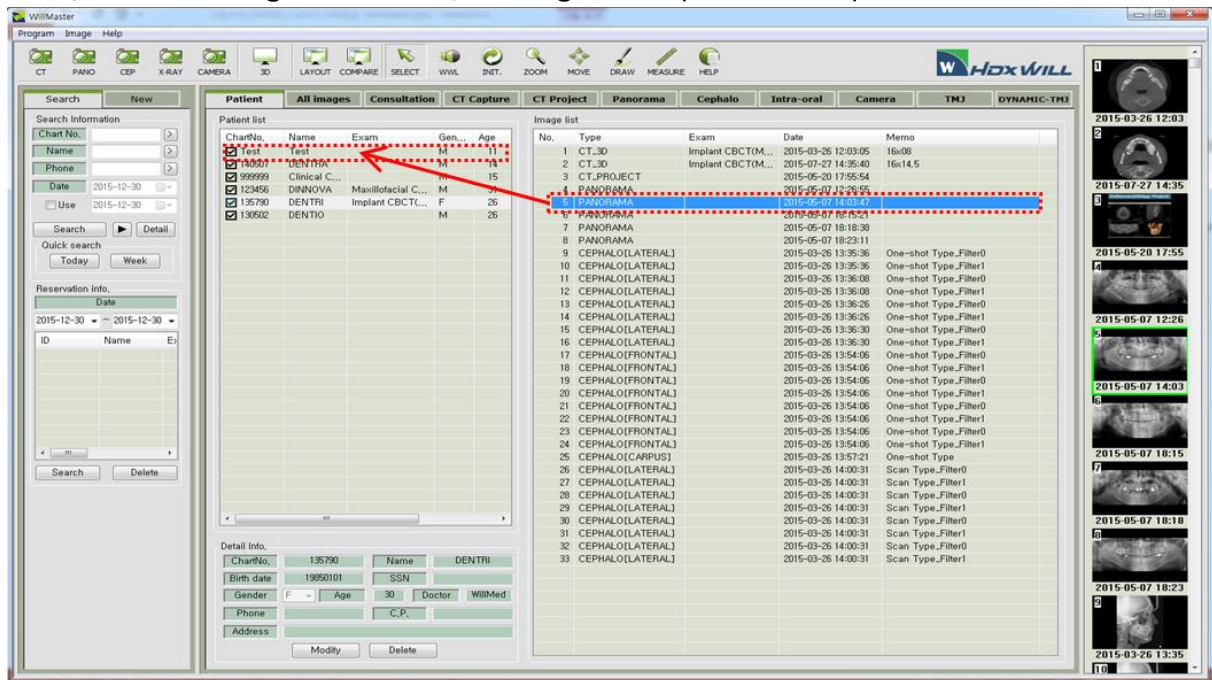 WillMaster
Program Image Help
CT PANO CEP X-RAY CAMERA 3D LAYOUT COMPARE SELECT WWL INIT. ZOOM MOVE DRAW MEASURE HELP
HDX WILL
Search New
Search Information
Chart No.
Name
Phone
Date 2015-12-30
Use 2015-12-30
Search Detail
Quick search
Today Week
Reservation Info.
Date
2015-12-30 ~ 2015-12-30
ID Name
Search Delete
Patient All images Consultation CT Capture CT Project Panorama Cephalo Intra-oral Camera TMJ DYNAMIC-TMJ
Patient list
ChartNo. Name Exam Gen... Age
Test Test M 11
140507 DENTRA M 14
999999 Clinical C... M 15
123456 DINNOVA Maxillofacial C... M 31
135790 DENTRI Implant CBCT(... F 26
130502 DENTIO M 26
Detail Info.
ChartNo. 135790 Name DENTRI
Birth date 19850101 SSN
Gender F Age 30 Doctor WillMed
Phone C.P.
Address
Modify Delete
Image list
No. Type Exam Date Memo
1 CT_3D Implant CBCT(M... 2015-03-26 12:03:05 16x08
2 CT_3D Implant CBCT(M... 2015-07-27 14:35:40 16x14.5
3 CT_PROJECT 2015-05-20 17:55:54
4 PANORAMA 2015-05-07 12:26:55
5 PANORAMA 2015-05-07 14:03:47
6 PANORAMA 2015-05-07 18:15:21
7 PANORAMA 2015-05-07 18:18:38
8 PANORAMA 2015-05-07 18:23:11
9 CEPHALO[LATERAL] 2015-03-26 13:35:36 One-shot Type_Filter0
10 CEPHALO[LATERAL] 2015-03-26 13:35:36 One-shot Type_Filter1
11 CEPHALO[LATERAL] 2015-03-26 13:36:08 One-shot Type_Filter0
12 CEPHALO[LATERAL] 2015-03-26 13:36:08 One-shot Type_Filter1
13 CEPHALO[LATERAL] 2015-03-26 13:36:26 One-shot Type_Filter0
14 CEPHALO[LATERAL] 2015-03-26 13:36:26 One-shot Type_Filter1
15 CEPHALO[LATERAL] 2015-03-26 13:36:30 One-shot Type_Filter0
16 CEPHALO[LATERAL] 2015-03-26 13:36:30 One-shot Type_Filter1
17 CEPHALO[FRONTAL] 2015-03-26 13:54:06 One-shot Type_Filter0
18 CEPHALO[FRONTAL] 2015-03-26 13:54:06 One-shot Type_Filter1
19 CEPHALO[FRONTAL] 2015-03-26 13:54:06 One-shot Type_Filter0
20 CEPHALO[FRONTAL] 2015-03-26 13:54:06 One-shot Type_Filter1
21 CEPHALO[FRONTAL] 2015-03-26 13:54:06 One-shot Type_Filter0
22 CEPHALO[FRONTAL] 2015-03-26 13:54:06 One-shot Type_Filter1
23 CEPHALO[FRONTAL] 2015-03-26 13:54:06 One-shot Type_Filter0
24 CEPHALO[FRONTAL] 2015-03-26 13:54:06 One-shot Type_Filter1
25 CEPHALO[CARPUS] 2015-03-26 13:57:21 One-shot Type
26 CEPHALO[LATERAL] 2015-03-26 14:00:31 Scan Type_Filter0
27 CEPHALO[LATERAL] 2015-03-26 14:00:31 Scan Type_Filter1
28 CEPHALO[LATERAL] 2015-03-26 14:00:31 Scan Type_Filter0
29 CEPHALO[LATERAL] 2015-03-26 14:00:31 Scan Type_Filter1
30 CEPHALO[LATERAL] 2015-03-26 14:00:31 Scan Type_Filter0
31 CEPHALO[LATERAL] 2015-03-26 14:00:31 Scan Type_Filter1
32 CEPHALO[LATERAL] 2015-03-26 14:00:31 Scan Type_Filter0
33 CEPHALO[LATERAL] 2015-03-26 14:00:31 Scan Type_Filter1
1
2015-03-26 12:03
2
2015-07-27 14:35
3
2015-05-20 17:55
4
2015-05-07 12:26
5
2015-05-07 14:03
6
2015-05-07 18:15
7
2015-05-07 18:18
8
2015-05-07 18:23
9
2015-03-26 13:35
10